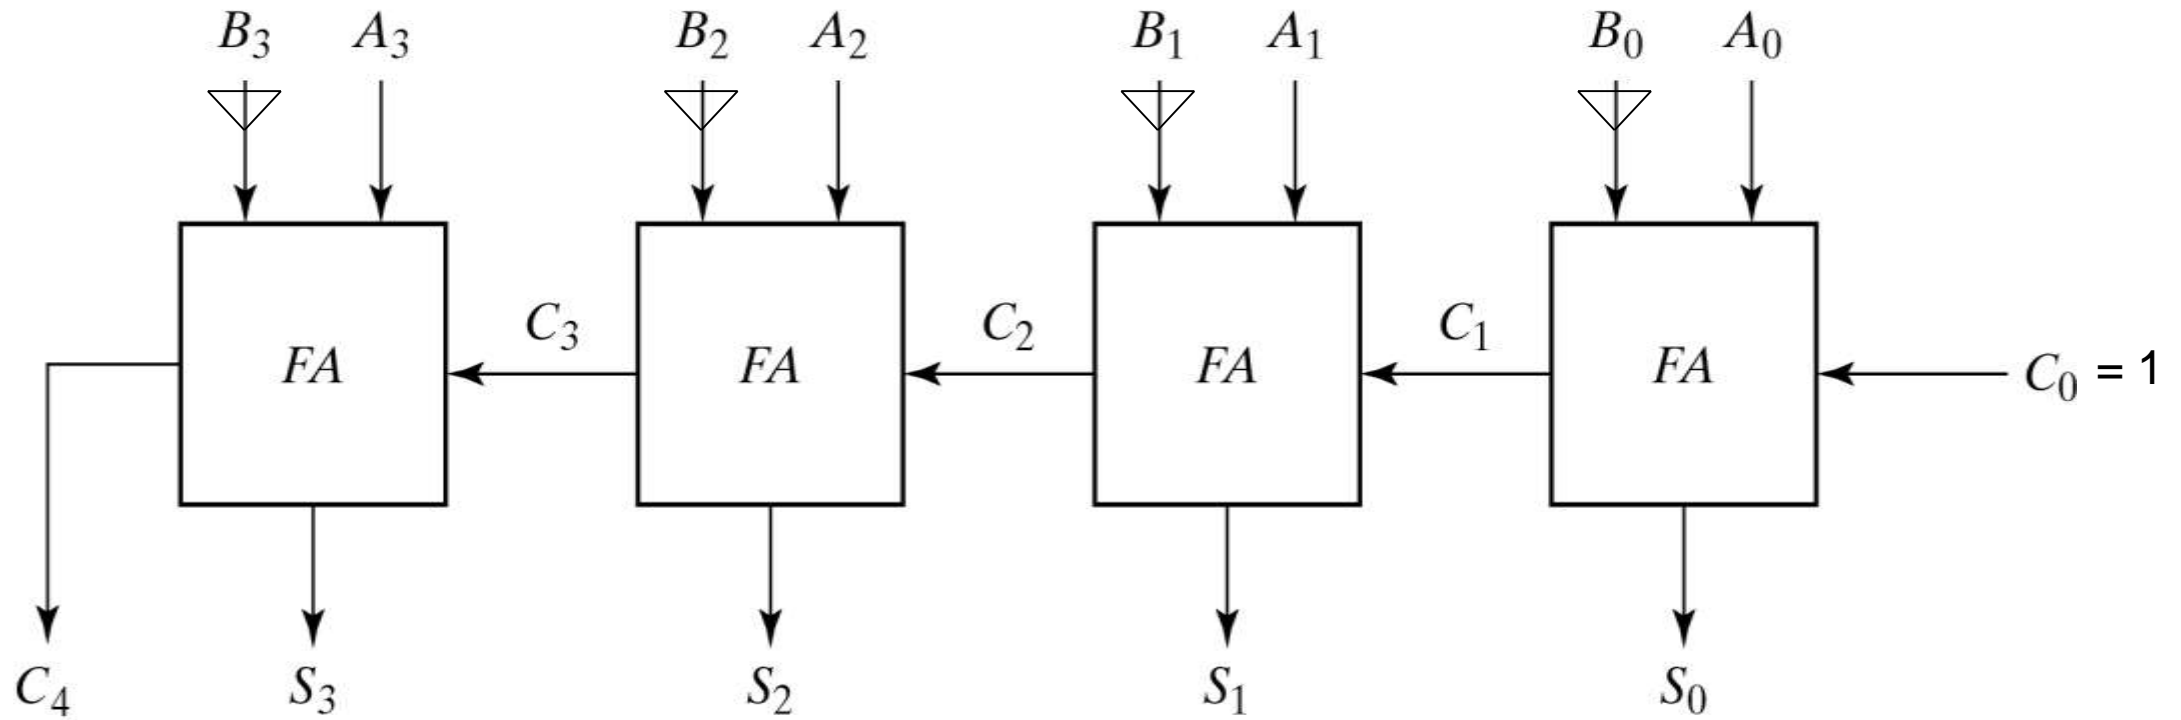 B3 A3 B2 A2 B1 A1 B0 A0
C3 C2 C1
FA FA FA FA C0 = 1
C4 S3 S2 S1 S0